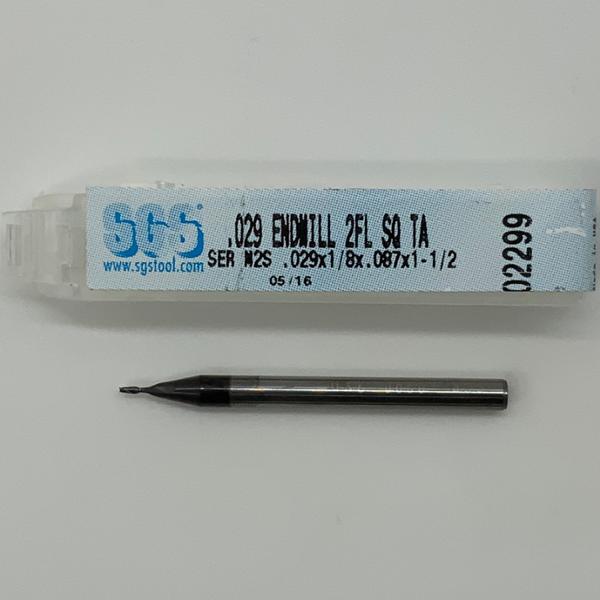 SGS®
www.sgstool.com
.029 ENDMILL 2FL SQ TA
SER M2S .029x1/8x.087x1-1/2
05/16
02299